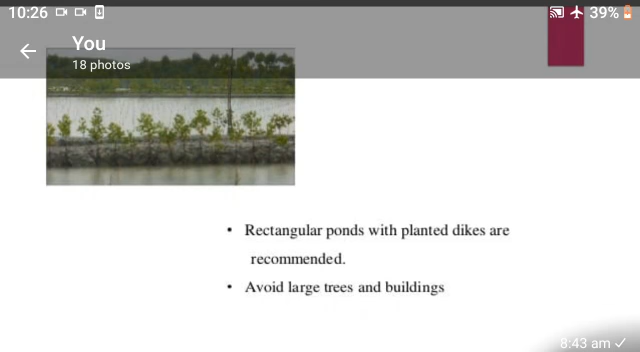 10:26
39%
You
18 photos
• Rectangular ponds with planted dikes are
recommended.
• Avoid large trees and buildings
8:43 am